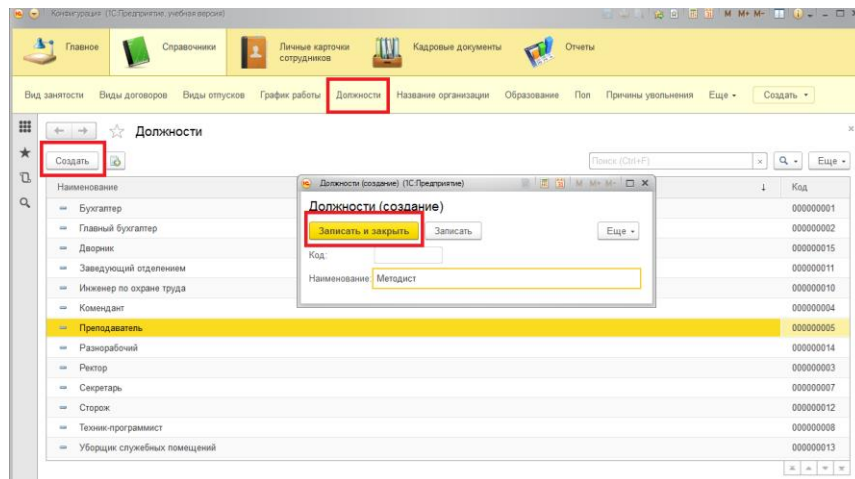 Конфигурация (1С:Предприятие, учебная версия) M M+ M-
Главное Справочники Личные карточки сотрудников Кадровые документы Отчеты
Вид занятости Виды договоров Виды отпусков График работы Должности Название организации Образование Пол Причины увольнения Еще Создать
Должности
Создать Поиск (Ctrl+F) × Еще
Наименование ↓ Код
Бухгалтер 000000001
Главный бухгалтер 000000002
Дворник 000000015
Заведующий отделением 000000011
Инженер по охране труда 000000010
Комендант 000000004
Преподаватель 000000005
Разнорабочий 000000014
Ректор 000000003
Секретарь 000000007
Сторож 000000012
Техник-программист 000000008
Уборщик служебных помещений 000000013
Должности (создание) (1С:Предприятие) M M+ M-
Должности (создание)
Записать и закрыть Записать Еще
Код:
Наименование: Методист